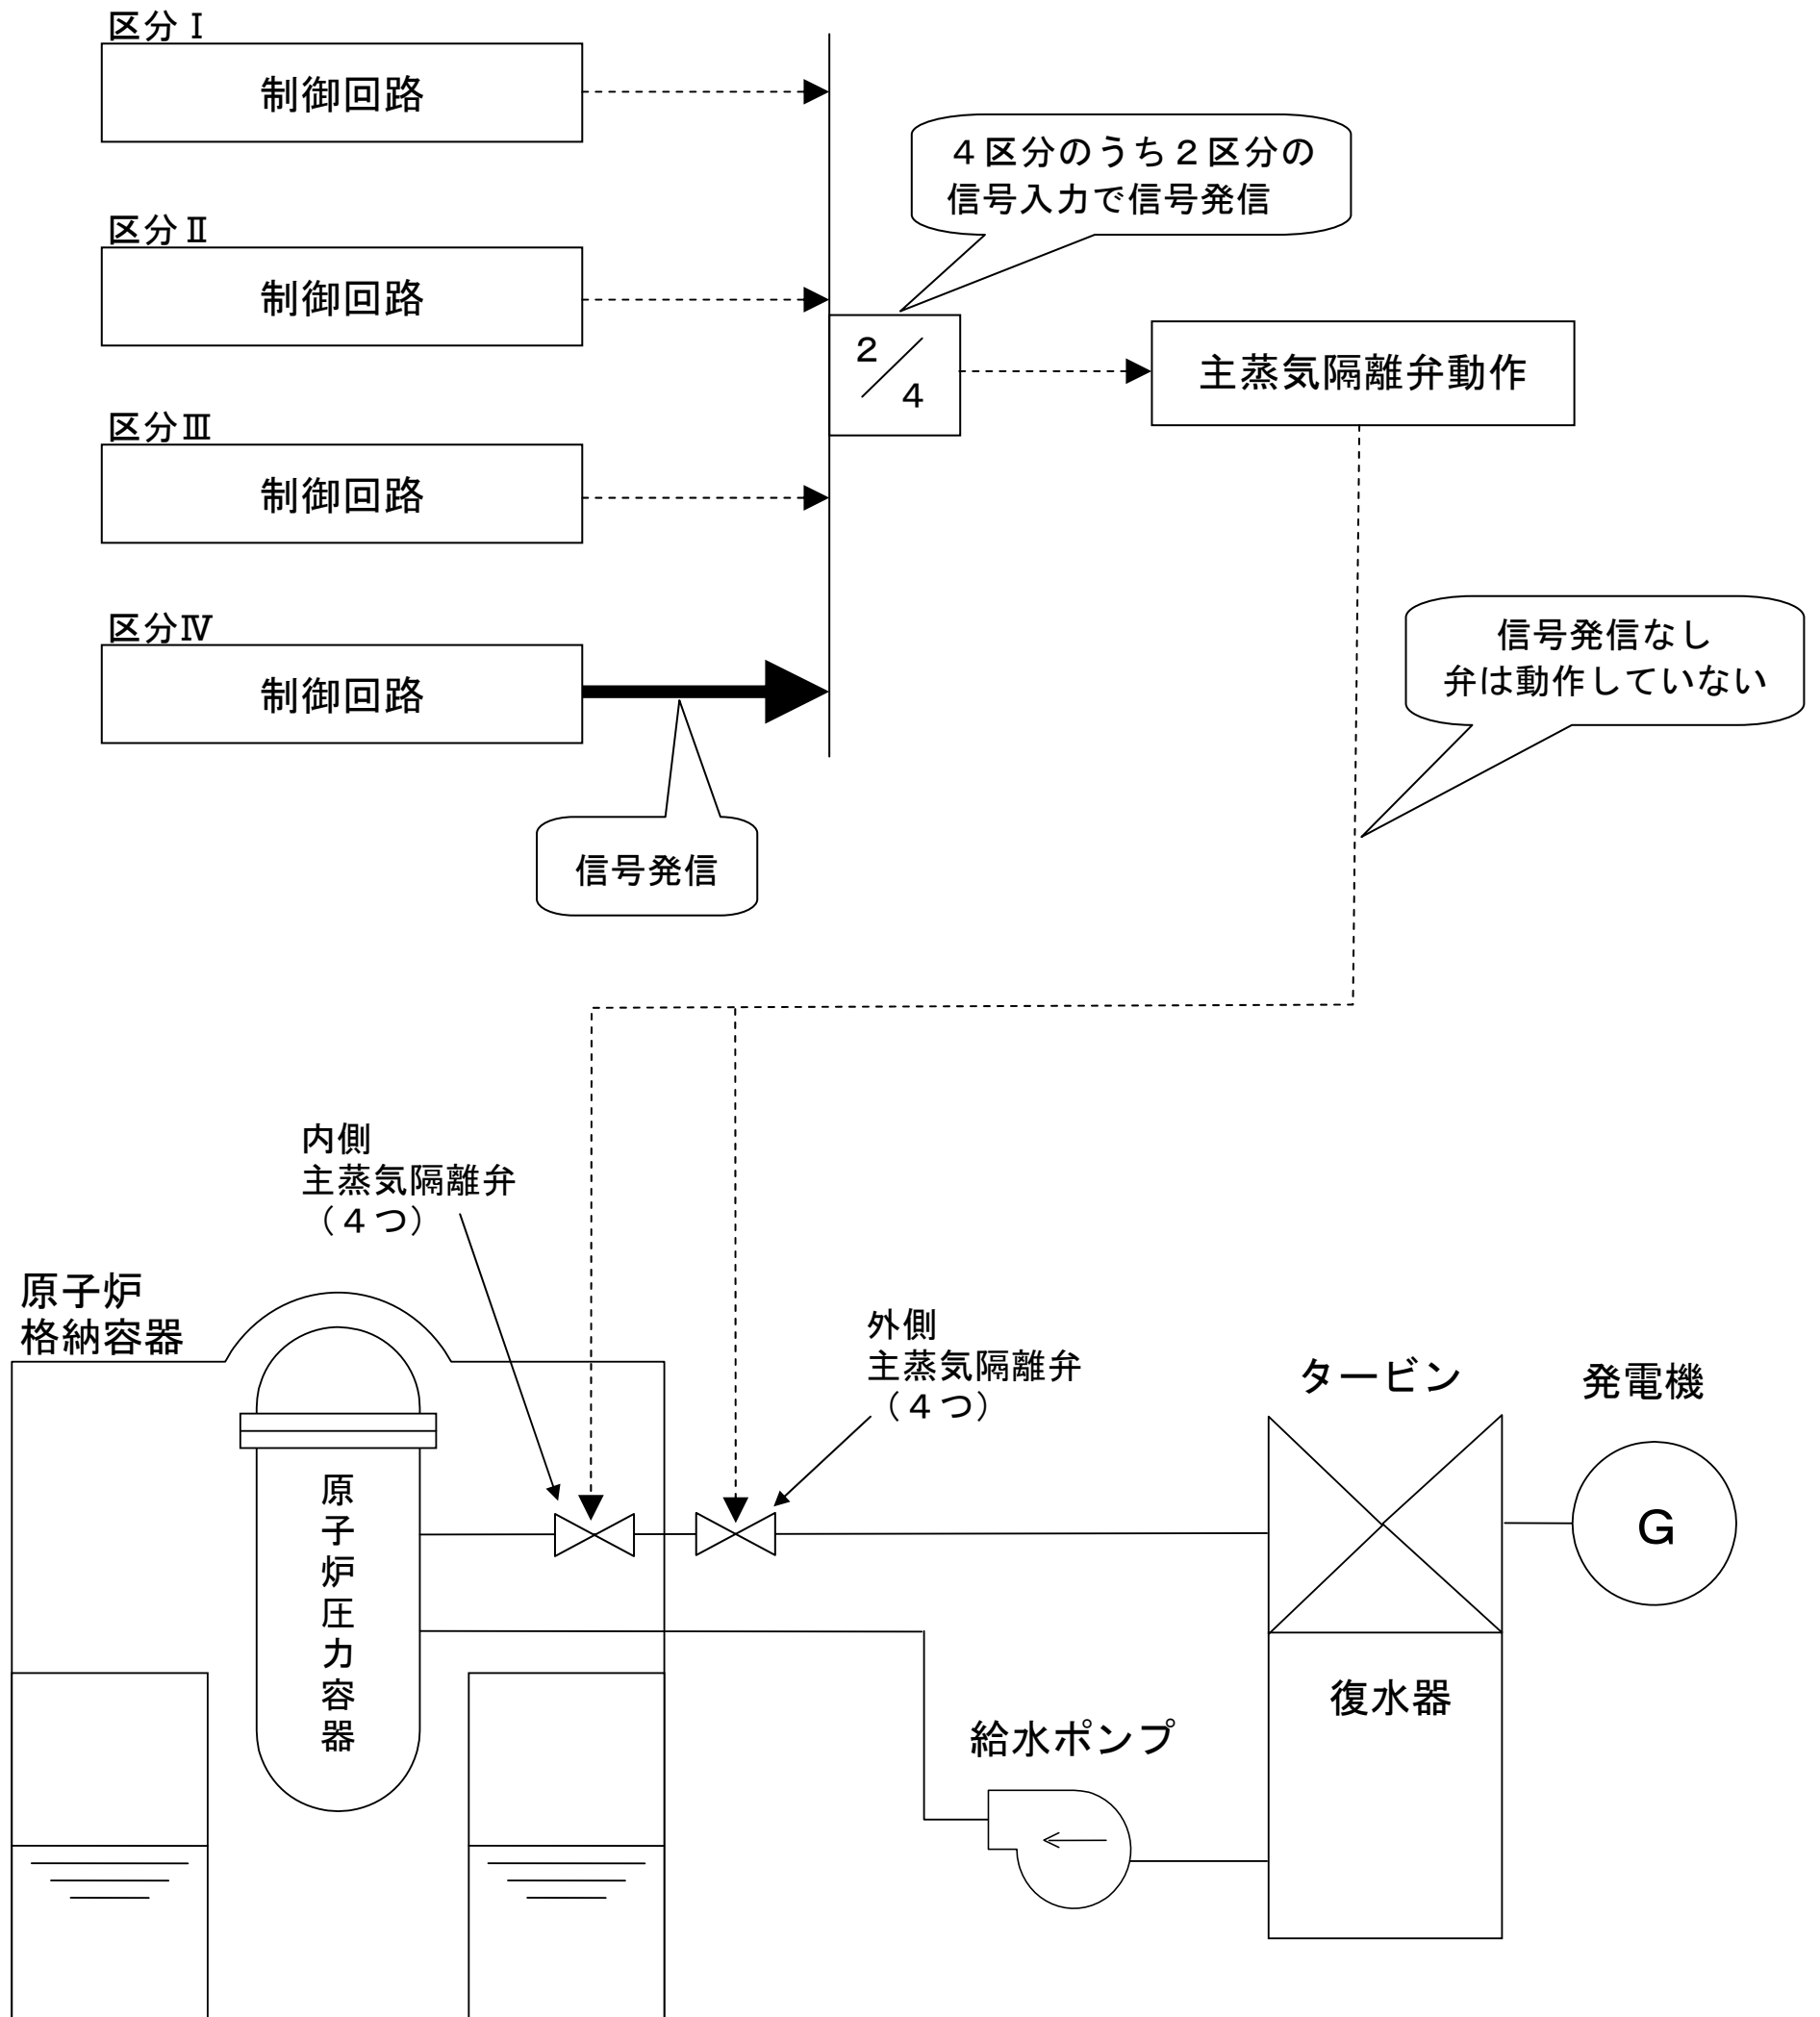 区分Ⅰ
制御回路
４区分のうち２区分の
信号入力で信号発信
区分Ⅱ
制御回路
２／４
主蒸気隔離弁動作
区分Ⅲ
制御回路
区分Ⅳ
制御回路
信号発信なし
弁は動作していない
信号発信
内側
主蒸気隔離弁
（４つ）
原子炉
格納容器
外側
主蒸気隔離弁
（４つ）
タービン
発電機
原子炉圧力容器
G
復水器
給水ポンプ